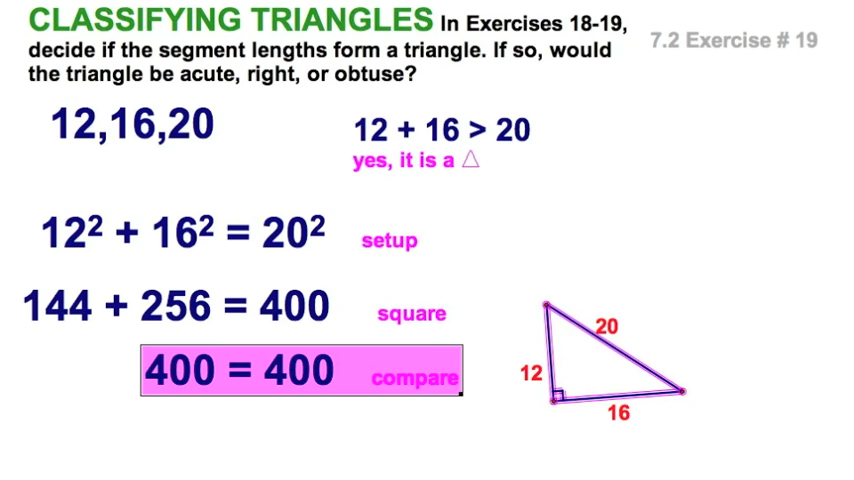 CLASSIFYING TRIANGLES In Exercises 18-19,
decide if the segment lengths form a triangle. If so, would
the triangle be acute, right, or obtuse?
7.2 Exercise # 19
12,16,20
12 + 16 > 20
yes, it is a △
12² + 16² = 20² setup
144 + 256 = 400 square
400 = 400 compare
20
12
16